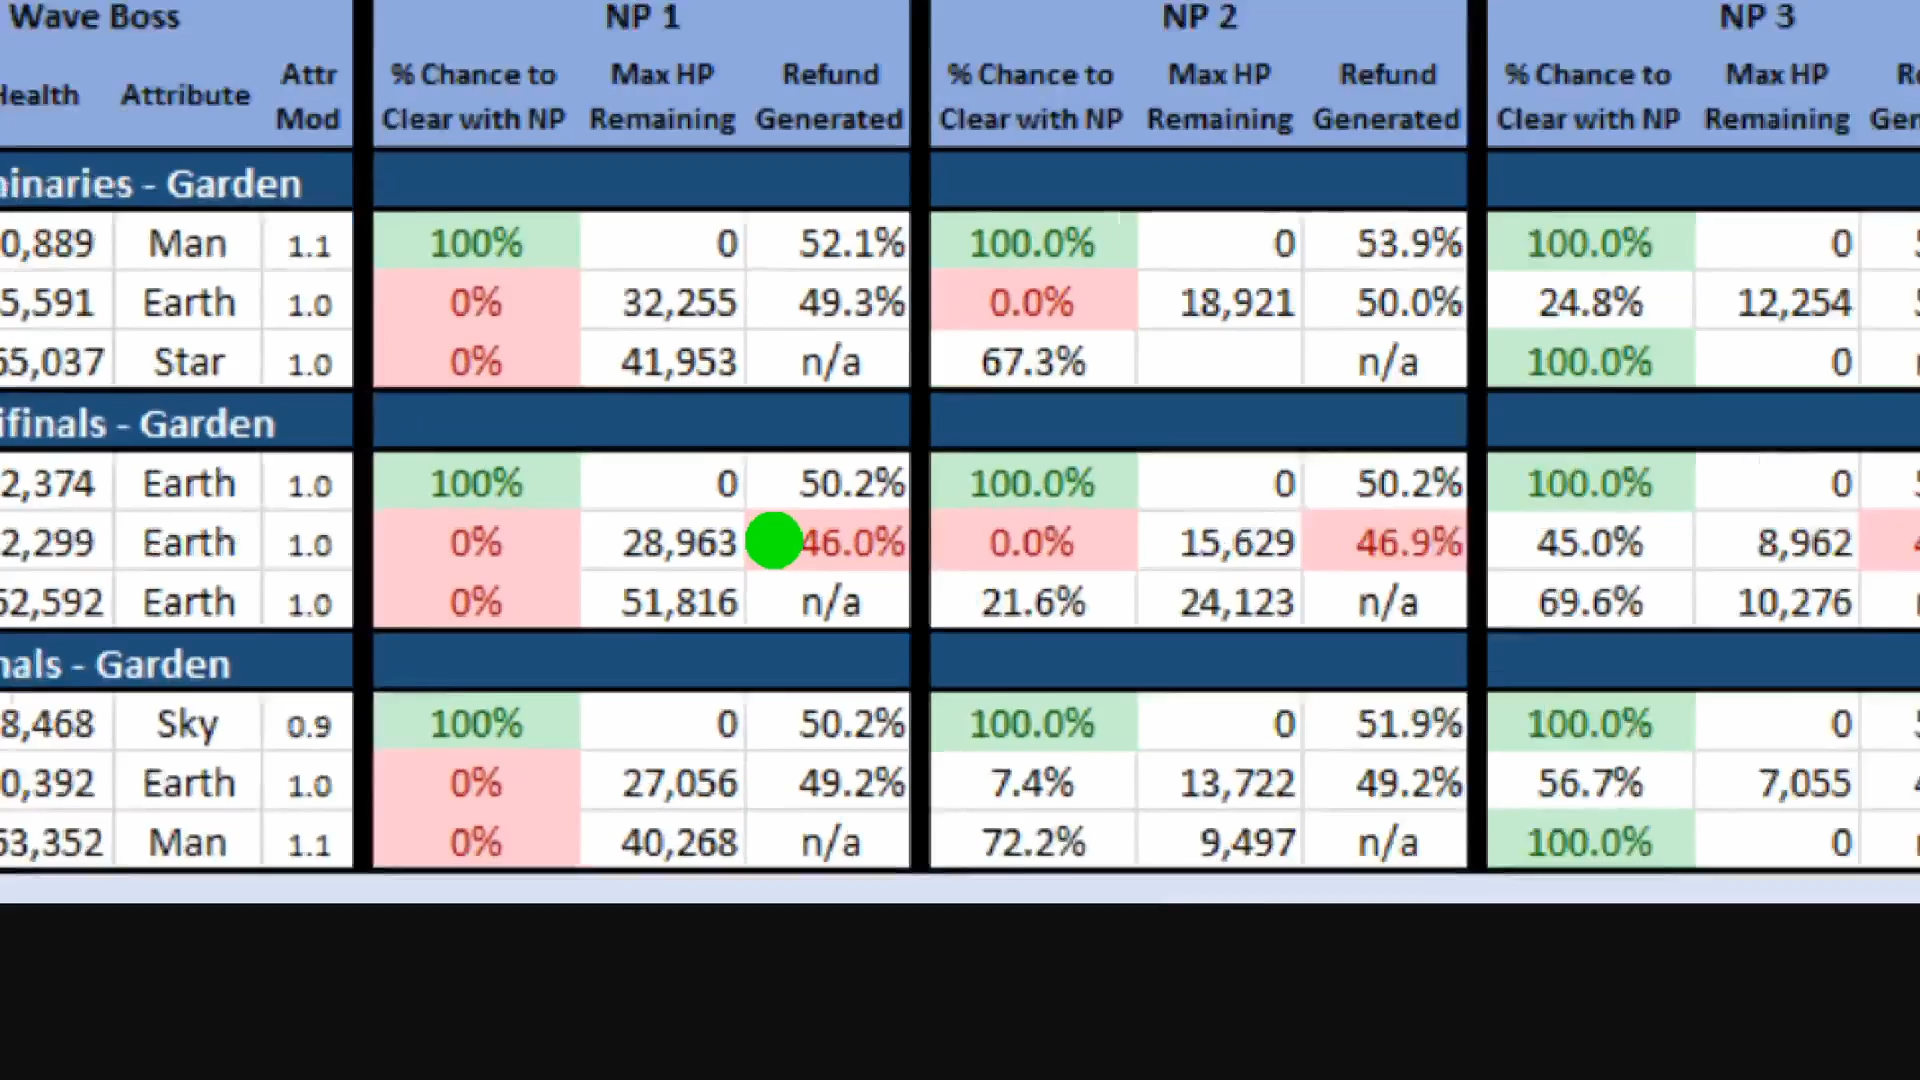 Wave Boss NP 1 NP 2 NP 3
Health Attribute Attr Mod % Chance to Clear with NP Max HP Remaining Refund Generated % Chance to Clear with NP Max HP Remaining Refund Generated % Chance to Clear with NP Max HP Remaining
inaries - Garden
0,889 Man 1.1 100% 0 52.1% 100.0% 0 53.9% 100.0% 0
5,591 Earth 1.0 0% 32,255 49.3% 0.0% 18,921 50.0% 24.8% 12,254
65,037 Star 1.0 0% 41,953 n/a 67.3% n/a 100.0% 0
ifinals - Garden
2,374 Earth 1.0 100% 0 50.2% 100.0% 0 50.2% 100.0% 0
2,299 Earth 1.0 0% 28,963 46.0% 0.0% 15,629 46.9% 45.0% 8,962
52,592 Earth 1.0 0% 51,816 n/a 21.6% 24,123 n/a 69.6% 10,276
nals - Garden
8,468 Sky 0.9 100% 0 50.2% 100.0% 0 51.9% 100.0% 0
0,392 Earth 1.0 0% 27,056 49.2% 7.4% 13,722 49.2% 56.7% 7,055
53,352 Man 1.1 0% 40,268 n/a 72.2% 9,497 n/a 100.0% 0